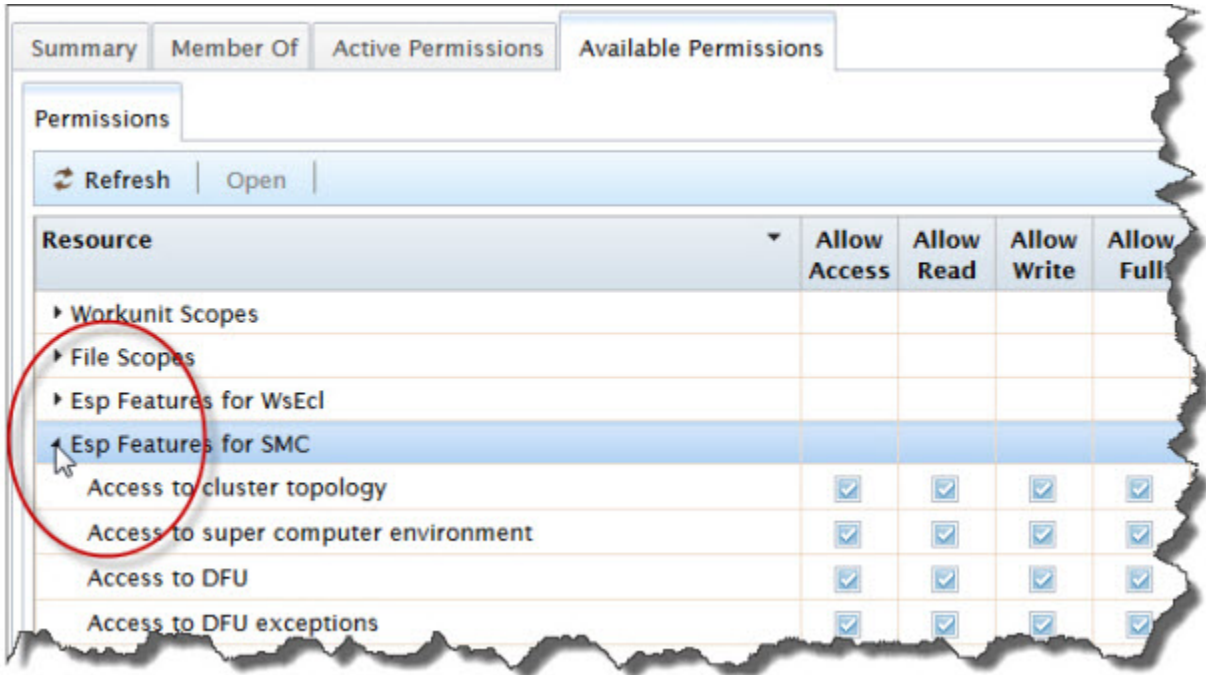 Summary Member Of Active Permissions Available Permissions
Permissions
Refresh Open
Resource Allow Access Allow Read Allow Write Allow Full
Workunit Scopes
File Scopes
Esp Features for WsEcl
Esp Features for SMC
Access to cluster topology
Access to super computer environment
Access to DFU
Access to DFU exceptions